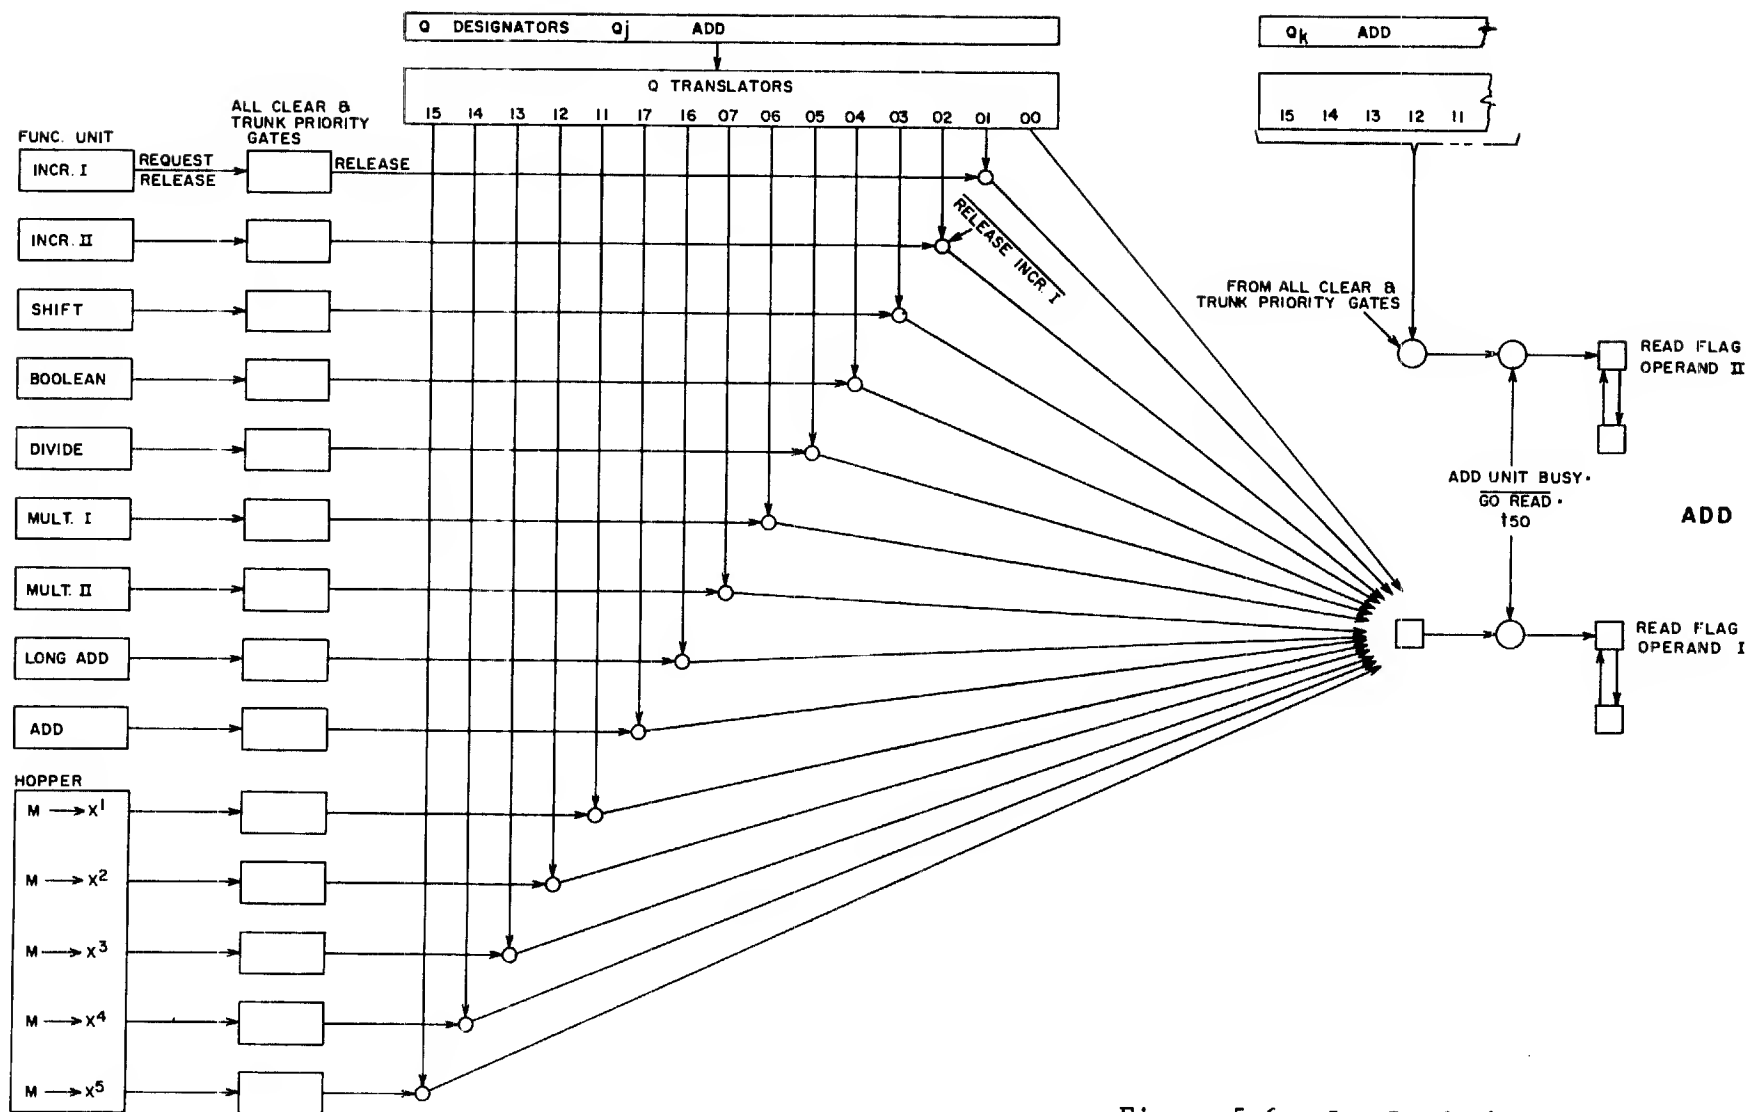 Q DESIGNATORS Qj ADD
Qk ADD
Q TRANSLATORS
15 14 13 12 11 17 16 07 06 05 04 03 02 01 00
15 14 13 12 11
FUNC. UNIT
ALL CLEAR &
TRUNK PRIORITY
GATES
INCR. I
REQUEST
RELEASE
RELEASE
INCR. II
RELEASE INCR. I
SHIFT
FROM ALL CLEAR &
TRUNK PRIORITY GATES
READ FLAG
OPERAND II
BOOLEAN
DIVIDE
ADD UNIT BUSY·
GO READ·
t50
ADD
MULT. I
MULT. II
LONG ADD
READ FLAG
OPERAND I
ADD
HOPPER
M → X1
M → X2
M → X3
M → X4
M → X5